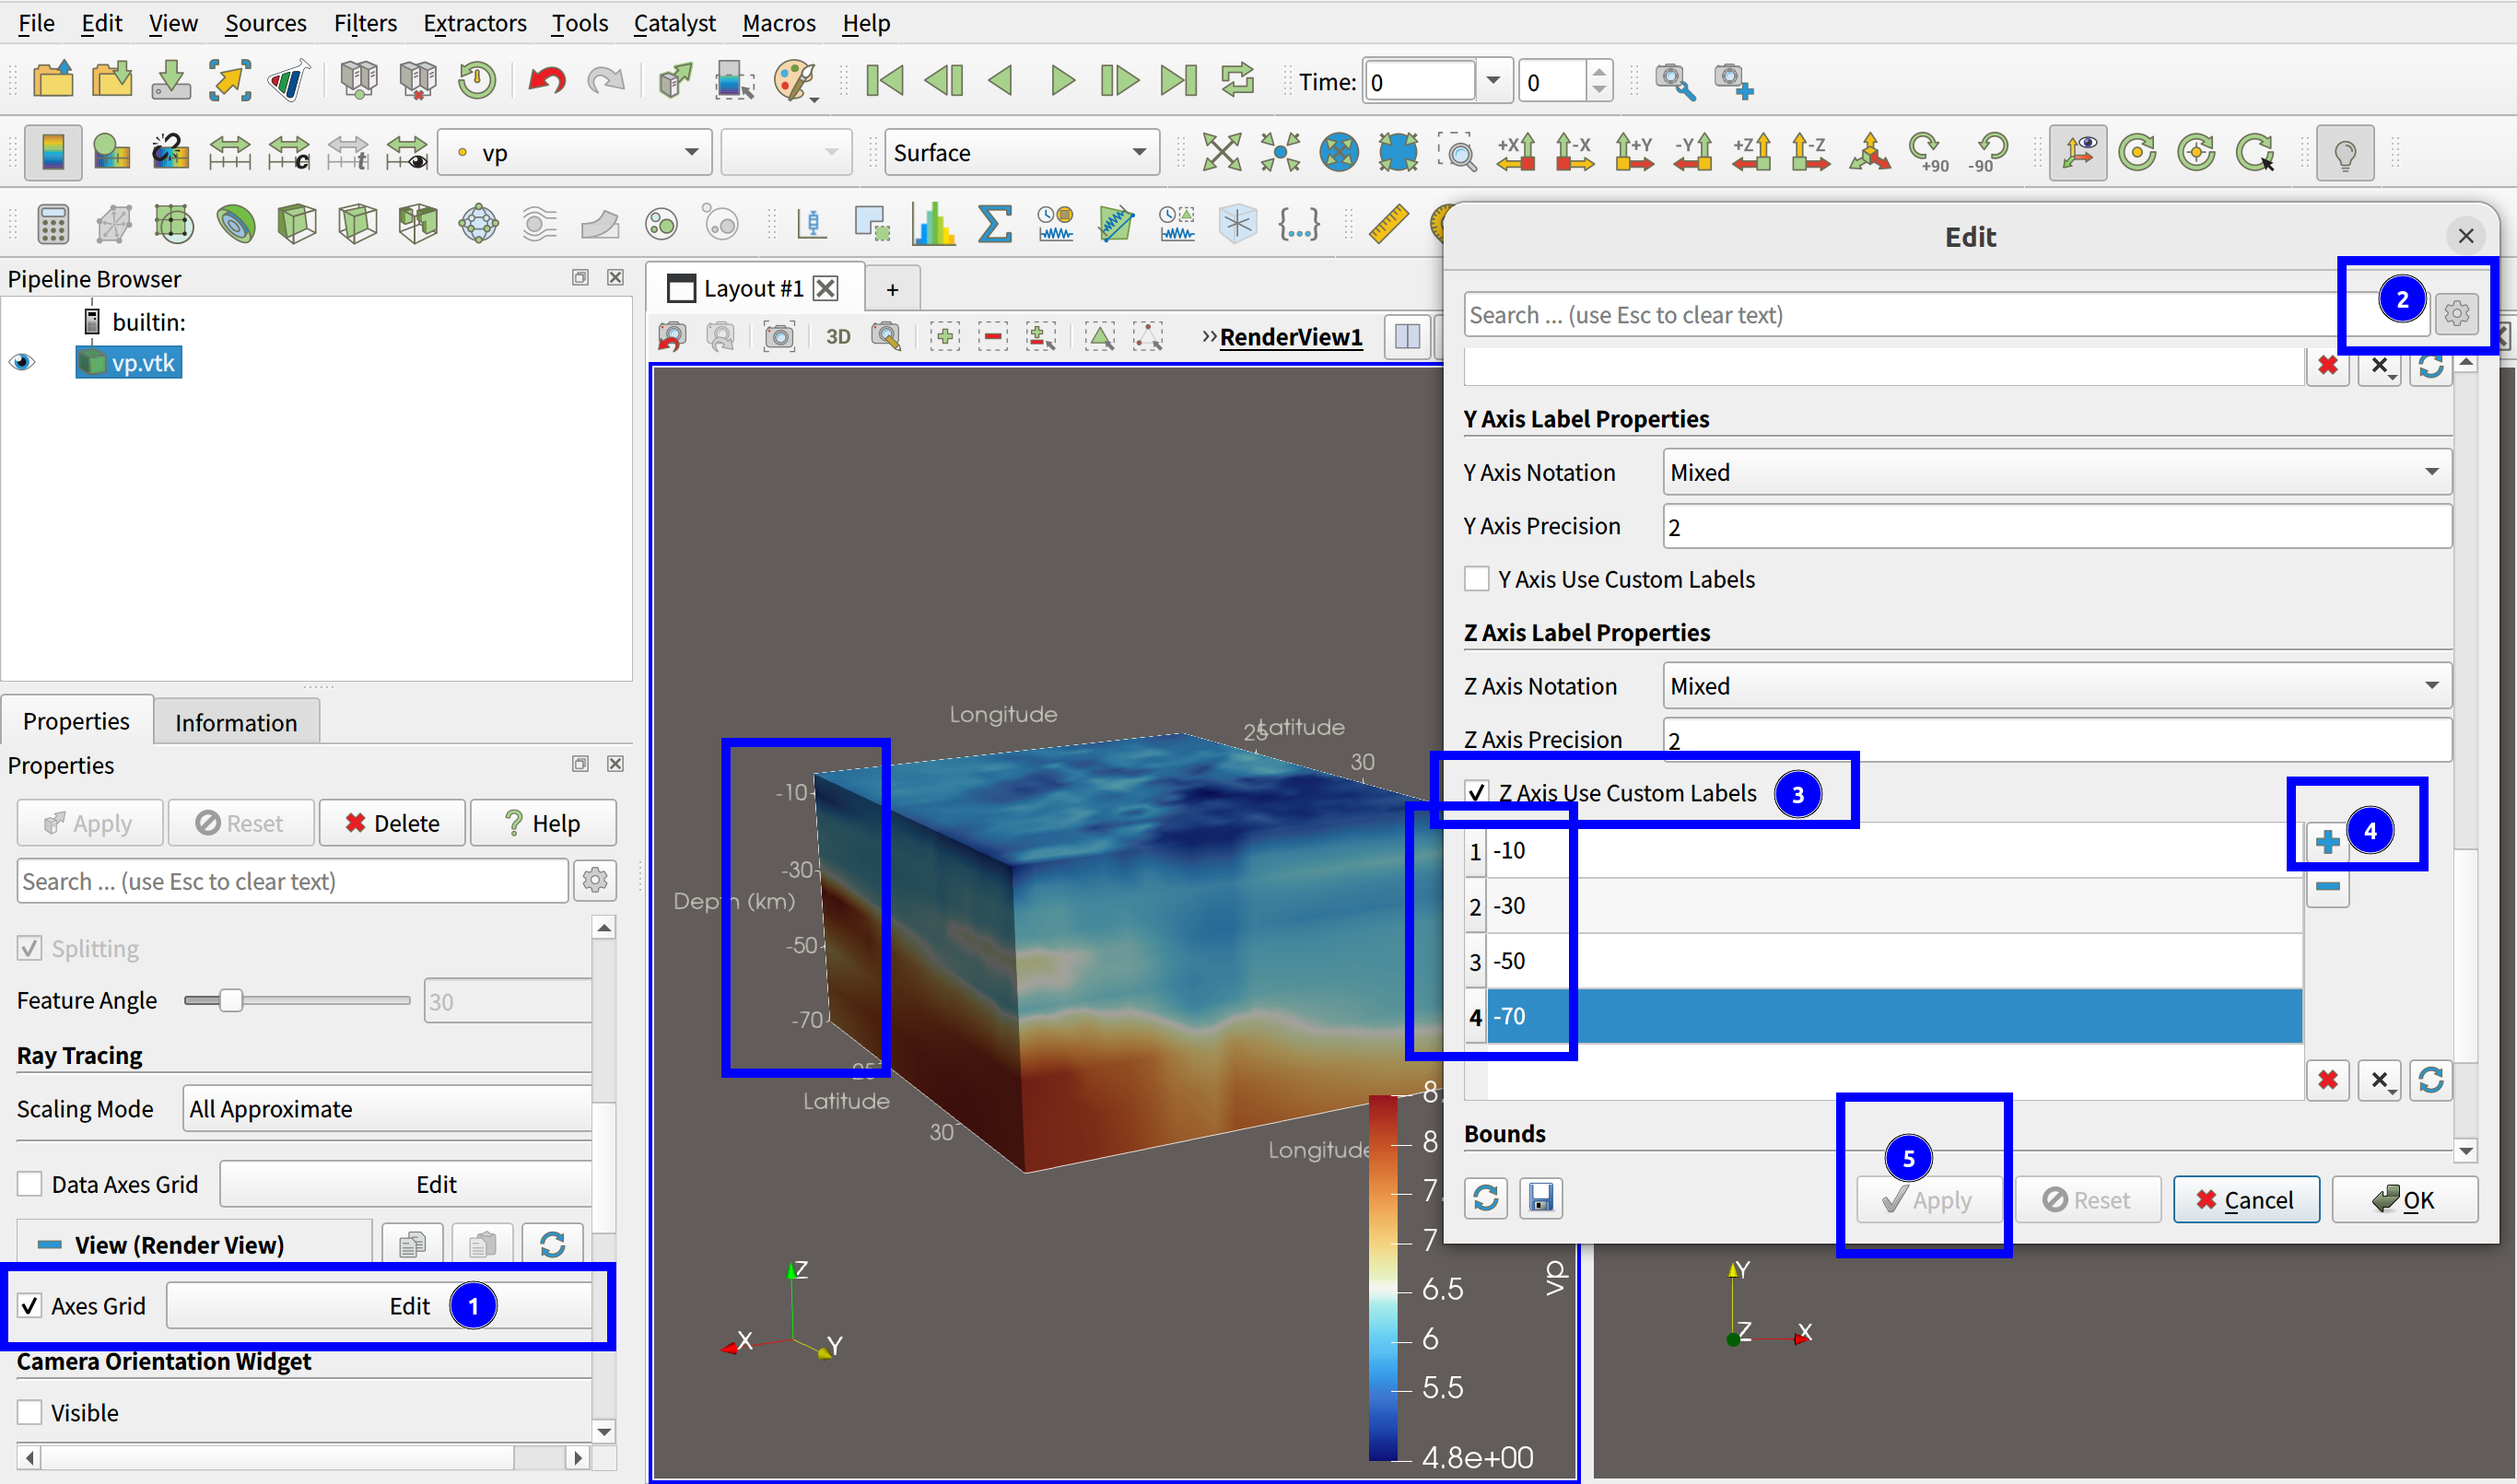 File Edit View Sources Filters Extractors Tools Catalyst Macros Help
Time: 0 0
c t vp Surface +X -X +Y -Y +Z -Z +90 -90
{...}
Pipeline Browser
builtin:
vp.vtk
Properties Information
Properties
Apply Reset Delete ? Help
Search ... (use Esc to clear text)
Splitting
Feature Angle 30
Ray Tracing
Scaling Mode All Approximate
Data Axes Grid Edit
View (Render View)
Axes Grid Edit 1
Camera Orientation Widget
Visible
Layout #1 +
3D »RenderView1
Longitude
25 Latitude
30
-10
-30
Depth (km)
-50
-70
25
Latitude
30
Longitude
8.
8
7.
7
6.5
6
5.5
4.8e+00
vp
Z
X Y
Y
Z X
Edit
Search ... (use Esc to clear text) 2
Y Axis Label Properties
Y Axis Notation Mixed
Y Axis Precision 2
Y Axis Use Custom Labels
Z Axis Label Properties
Z Axis Notation Mixed
Z Axis Precision 2
Z Axis Use Custom Labels 3
4
1 -10
2 -30
3 -50
4 -70
Bounds
5
Apply Reset Cancel OK